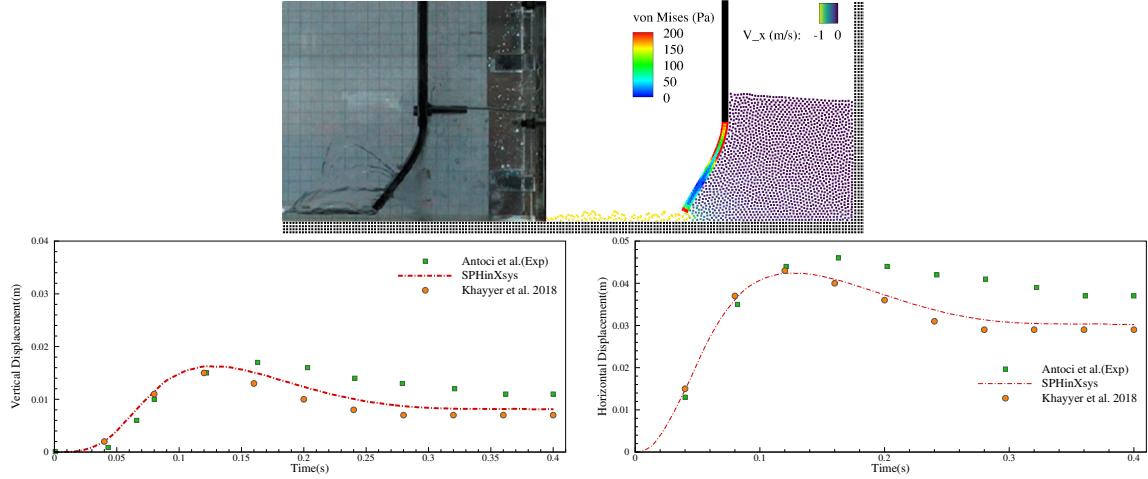 von Mises (Pa)
200
150
100
50
0
V_x (m/s): -1 0
0.04
0.03
0.02
0.01
0
Vertical Displacement(m)
Antoci et al.(Exp)
SPHinXsys
Khayyer et al. 2018
0 0.05 0.1 0.15 0.2 0.25 0.3 0.35 0.4
Time(s)
0.05
0.04
0.03
0.02
0.01
0
Horizontal Displacement(m)
Antoci et al.(Exp)
SPHinXsys
Khayyer et al. 2018
0 0.1 0.2 0.3 0.4
Time(s)